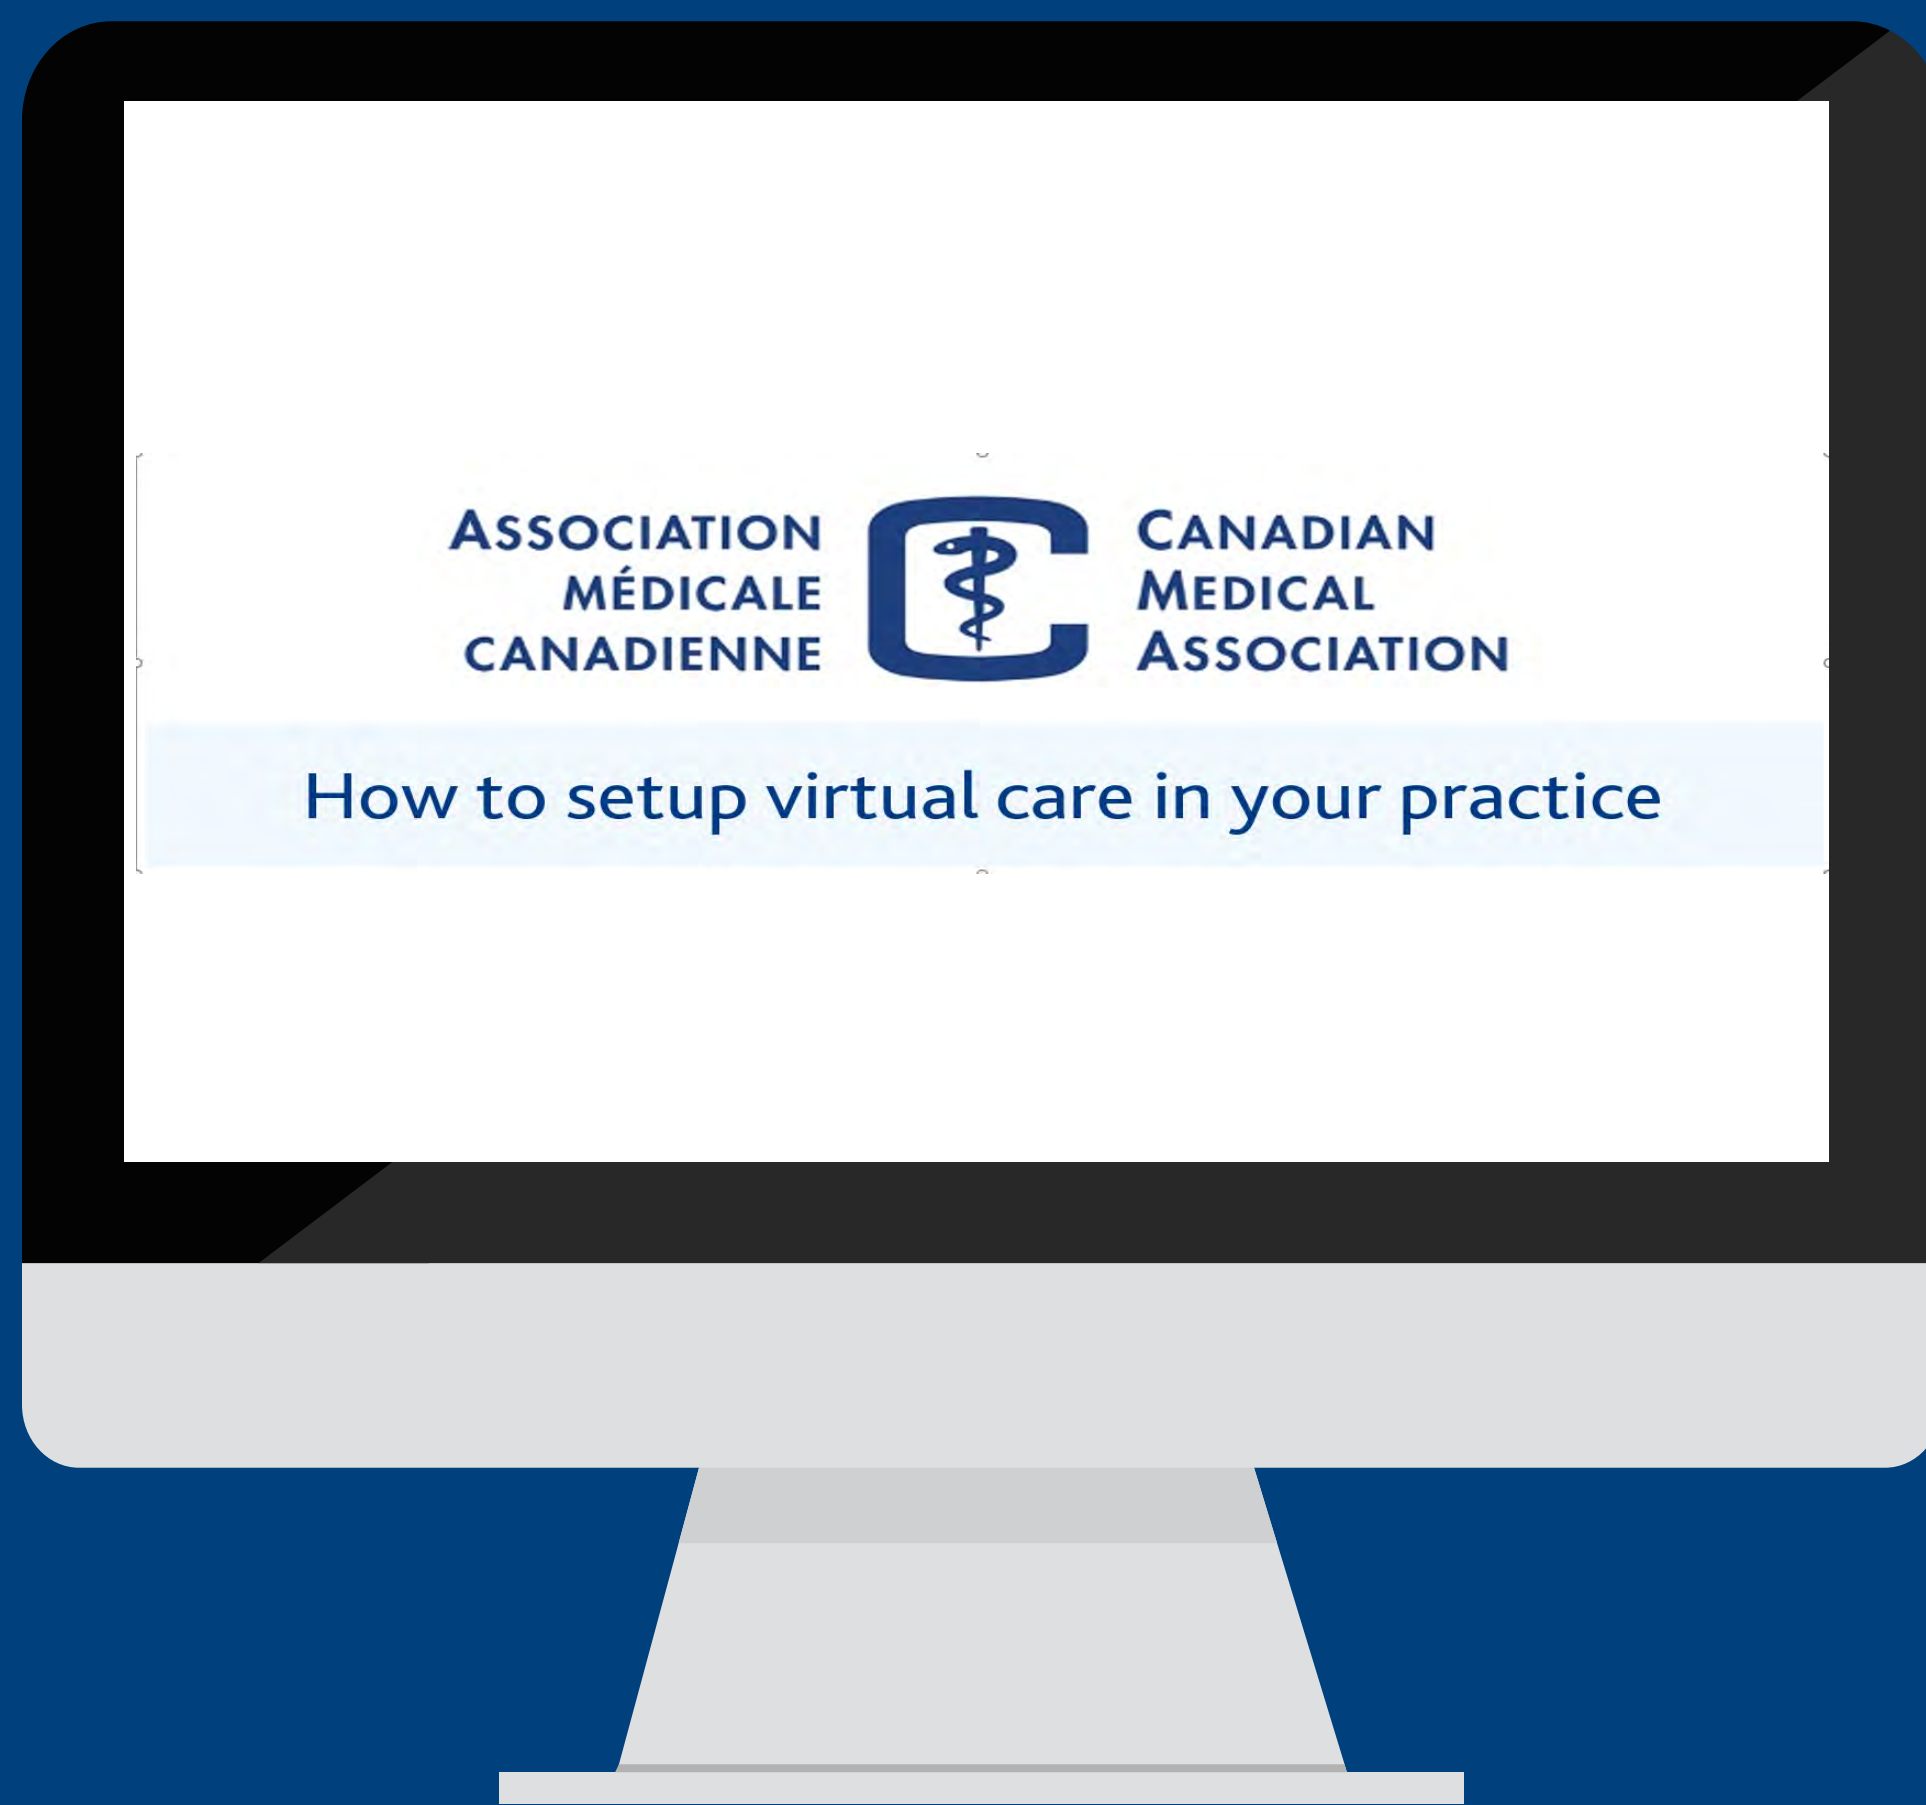 ASSOCIATION
MÉDICALE
CANADIENNE
CANADIAN
MEDICAL
ASSOCIATION
How to setup virtual care in your practice